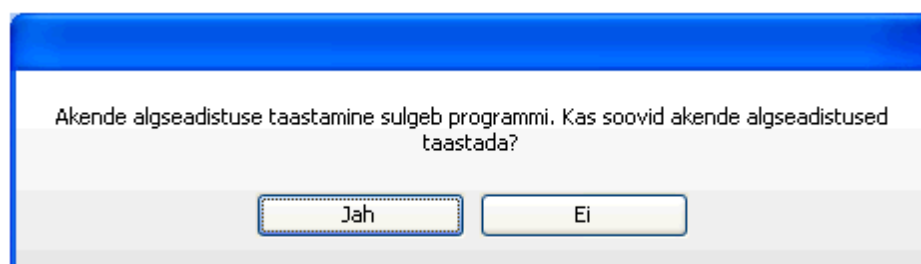 Akende algseadistuse taastamine sulgeb programmi. Kas soovid akende algseadistused
taastada?
Jah Ei